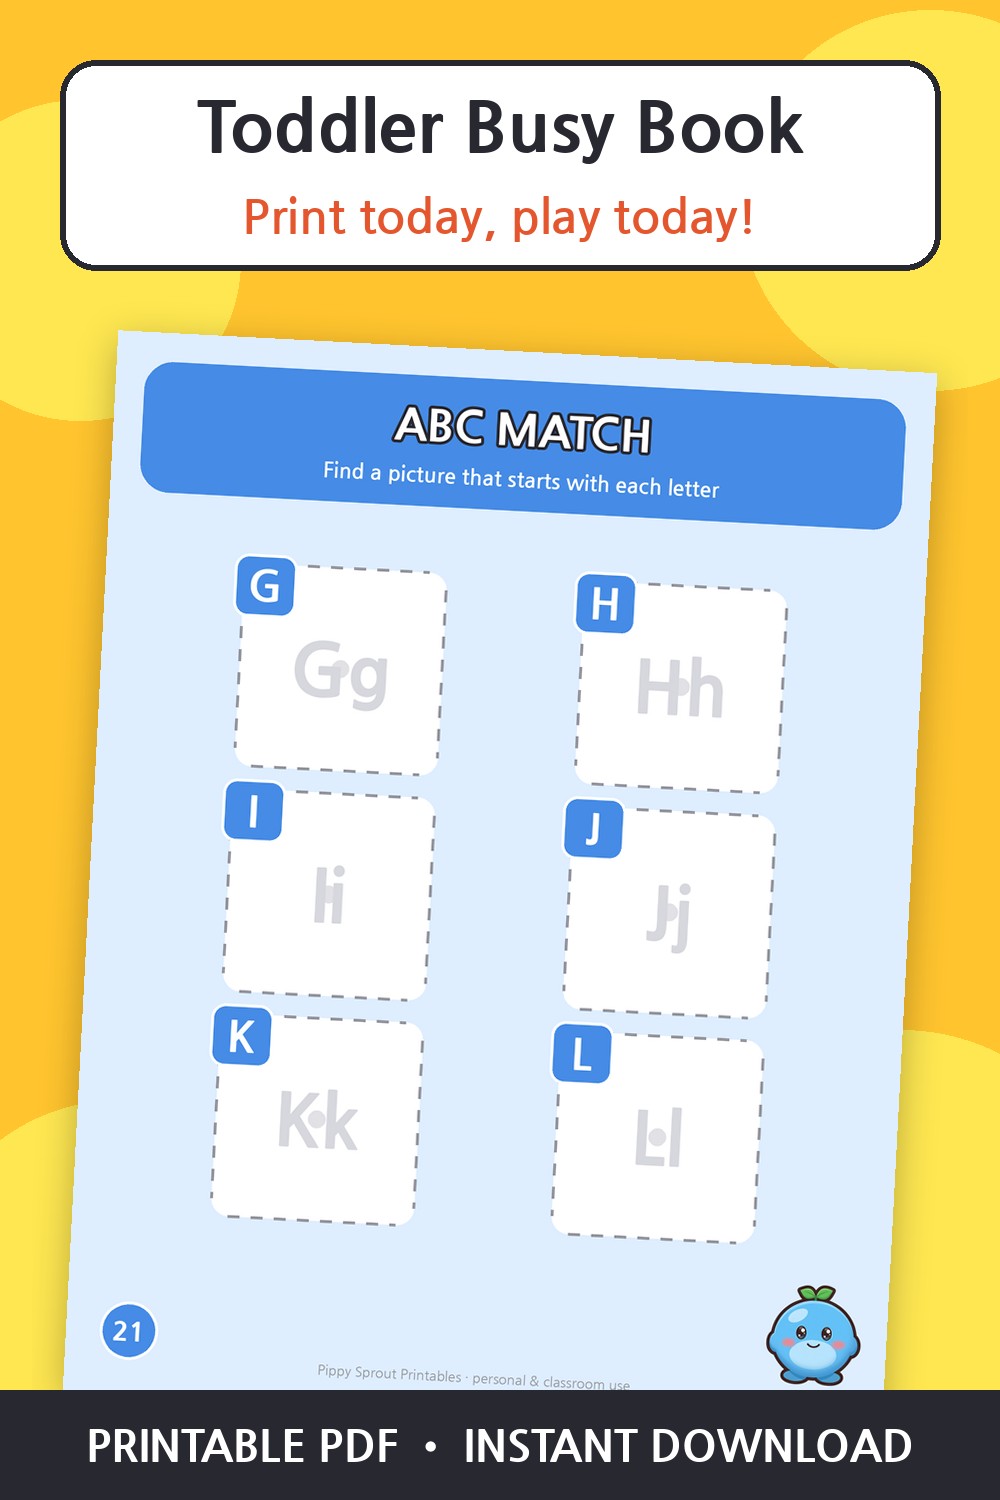 Toddler Busy Book
Print today, play today!
ABC MATCH
Find a picture that starts with each letter
G
Gg
H
Hh
I
Ii
J
Jj
K
Kk
L
Ll
21
Pippy Sprout Printables · personal & classroom use
PRINTABLE PDF • INSTANT DOWNLOAD